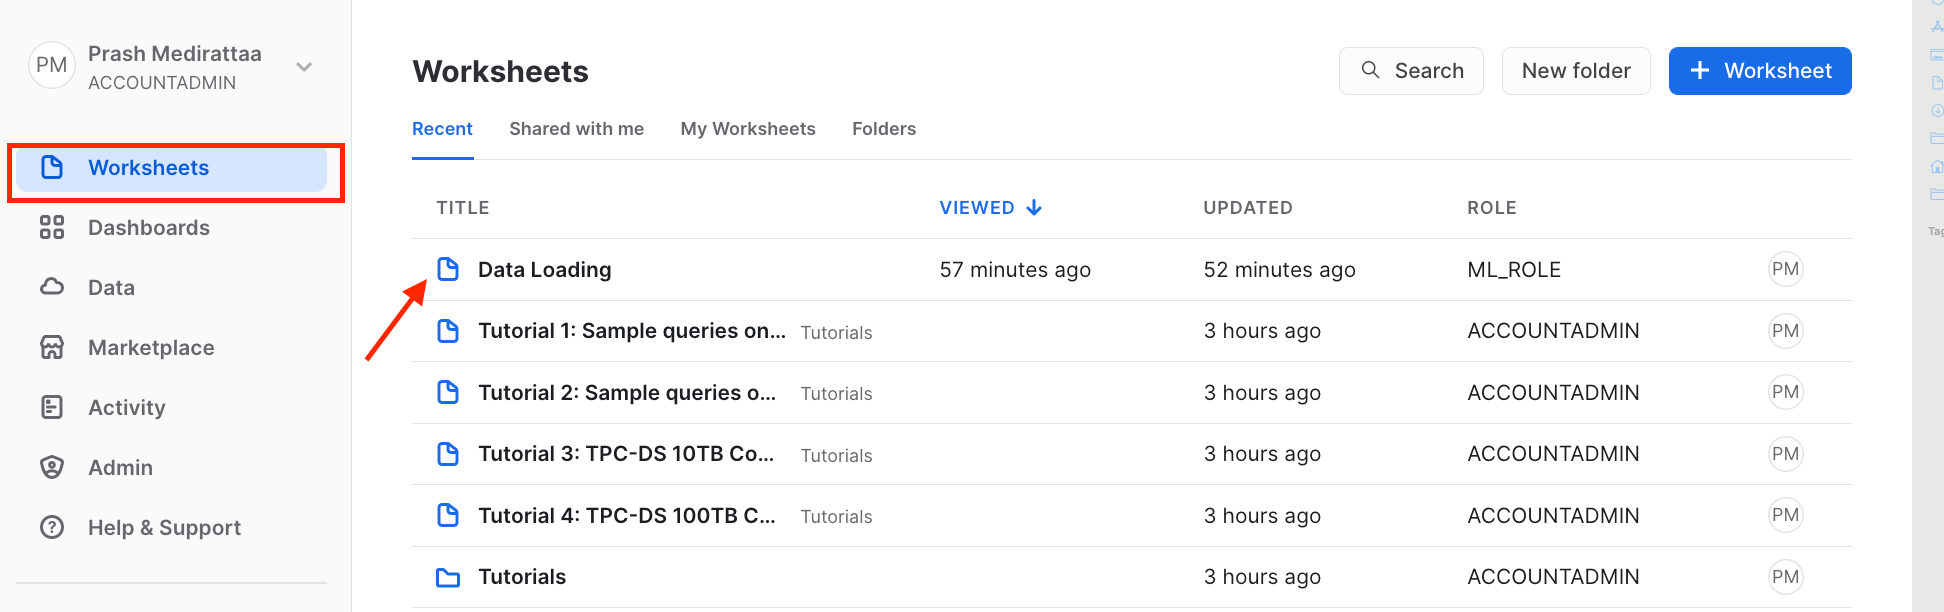 PM Prash Medirattaa
ACCOUNTADMIN
Worksheets
Dashboards
Data
Marketplace
Activity
Admin
Help & Support
Worksheets
Search
New folder
+ Worksheet
Recent Shared with me My Worksheets Folders
TITLE VIEWED UPDATED ROLE
Data Loading 57 minutes ago 52 minutes ago ML_ROLE PM
Tutorial 1: Sample queries on... Tutorials 3 hours ago ACCOUNTADMIN PM
Tutorial 2: Sample queries o... Tutorials 3 hours ago ACCOUNTADMIN PM
Tutorial 3: TPC-DS 10TB Co... Tutorials 3 hours ago ACCOUNTADMIN PM
Tutorial 4: TPC-DS 100TB C... Tutorials 3 hours ago ACCOUNTADMIN PM
Tutorials 3 hours ago ACCOUNTADMIN PM